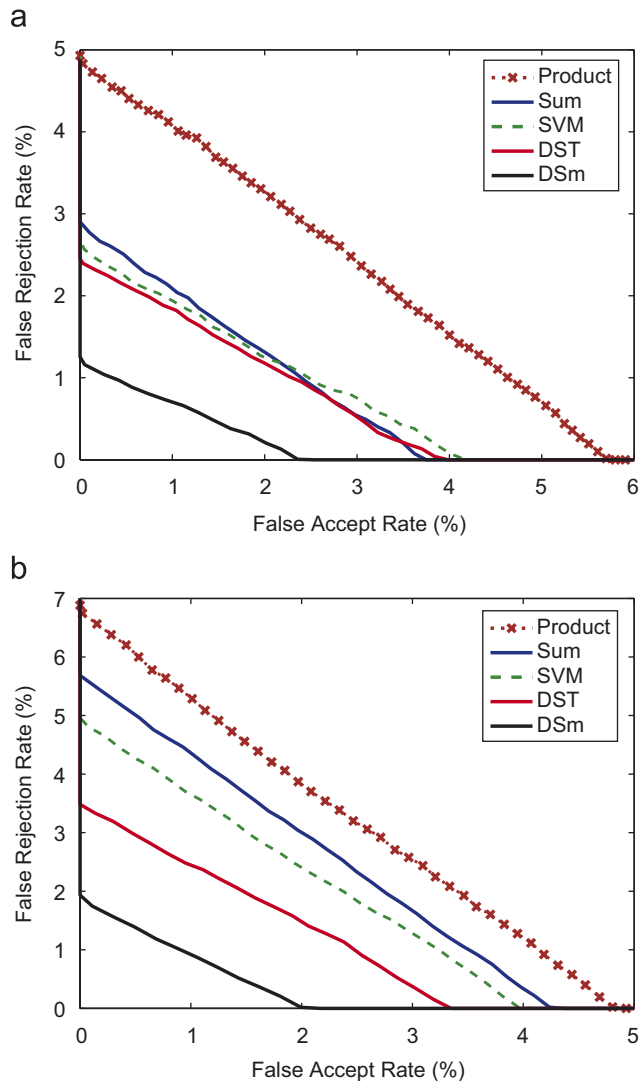 a
5
4
3
2
1
0
False Rejection Rate (%)
Product
Sum
SVM
DST
DSm
0 1 2 3 4 5 6
False Accept Rate (%)
b
7
6
5
4
3
2
1
0
False Rejection Rate (%)
Product
Sum
SVM
DST
DSm
0 1 2 3 4 5
False Accept Rate (%)